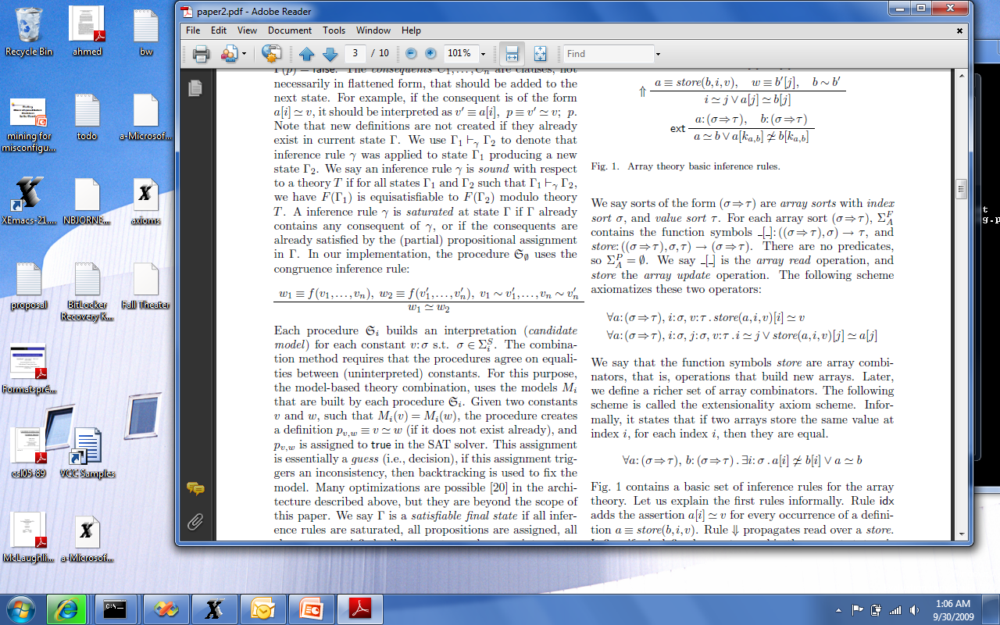 paper2.pdf - Adobe Reader
File Edit View Document Tools Window Help
3 / 10 101% Find
Recycle Bin
ahmed
bw
mining for misconfigu...
todo
a-Microsof...
XEmacs-21....
NBJORNE...
axioms
proposal
BitLocker Recovery K...
Fall Theater
Formatspré...
csl05-89
VCC Samples
McLaughli...
a-Microsof...
Γ(p) = false. The consequents C₁,…,Cₙ are clauses, not
necessarily in flattened form, that should be added to the
next state. For example, if the consequent is of the form
a[i] ≃ v, it should be interpreted as v′ ≡ a[i], p ≡ v′ ≃ v; p.
Note that new definitions are not created if they already
exist in current state Γ. We use Γ₁ ⊢γ Γ₂ to denote that
inference rule γ was applied to state Γ₁ producing a new
state Γ₂. We say an inference rule γ is sound with respect
to a theory T if for all states Γ₁ and Γ₂ such that Γ₁ ⊢γ Γ₂,
we have F(Γ₁) is equisatisfiable to F(Γ₂) modulo theory
T. A inference rule γ is saturated at state Γ if Γ already
contains any consequent of γ, or if the consequents are
already satisfied by the (partial) propositional assignment
in Γ. In our implementation, the procedure 𝔖∅ uses the
congruence inference rule:
w₁ ≡ f(v₁,…,vₙ), w₂ ≡ f(v′₁,…,v′ₙ), v₁ ∼ v′₁,…,vₙ ∼ v′ₙ
w₁ ≃ w₂
Each procedure 𝔖ᵢ builds an interpretation (candidate
model) for each constant v:σ s.t. σ ∈ Σᵢˢ. The combina-
tion method requires that the procedures agree on equali-
ties between (uninterpreted) constants. For this purpose,
the model-based theory combination, uses the models Mᵢ
that are built by each procedure 𝔖ᵢ. Given two constants
v and w, such that Mᵢ(v) = Mᵢ(w), the procedure creates
a definition p_{v,w} ≡ v ≃ w (if it does not exist already), and
p_{v,w} is assigned to true in the SAT solver. This assignment
is essentially a guess (i.e., decision), if this assignment trig-
gers an inconsistency, then backtracking is used to fix the
model. Many optimizations are possible [20] in the archi-
tecture described above, but they are beyond the scope of
this paper. We say Γ is a satisfiable final state if all infer-
ence rules are saturated, all propositions are assigned, all
⇑ a ≡ store(b, i, v), w ≡ b′[j], b ∼ b′
i ≃ j ∨ a[j] ≃ b[j]
ext a: (σ⇒τ), b: (σ⇒τ)
a ≃ b ∨ a[k_{a,b}] ≄ b[k_{a,b}]
Fig. 1. Array theory basic inference rules.
We say sorts of the form (σ⇒τ) are array sorts with index
sort σ, and value sort τ. For each array sort (σ⇒τ), Σ_A^F
contains the function symbols _[_]: ((σ⇒τ), σ) → τ, and
store: ((σ⇒τ), σ, τ) → (σ⇒τ). There are no predicates,
so Σ_A^P = ∅. We say _[_] is the array read operation, and
store the array update operation. The following scheme
axiomatizes these two operators:
∀a: (σ⇒τ), i: σ, v: τ . store(a, i, v)[i] ≃ v
∀a: (σ⇒τ), i: σ, j: σ, v: τ . i ≃ j ∨ store(a, i, v)[j] ≃ a[j]
We say that the function symbols store are array combi-
nators, that is, operations that build new arrays. Later,
we define a richer set of array combinators. The following
scheme is called the extensionality axiom scheme. Infor-
mally, it states that if two arrays store the same value at
index i, for each index i, then they are equal.
∀a: (σ⇒τ), b: (σ⇒τ) . ∃i: σ . a[i] ≄ b[i] ∨ a ≃ b
Fig. 1 contains a basic set of inference rules for the array
theory. Let us explain the first rules informally. Rule idx
adds the assertion a[i] ≃ v for every occurrence of a defini-
tion a ≡ store(b, i, v). Rule ⇓ propagates read over a store.
t
g.p
C:\_
1:06 AM
9/30/2009